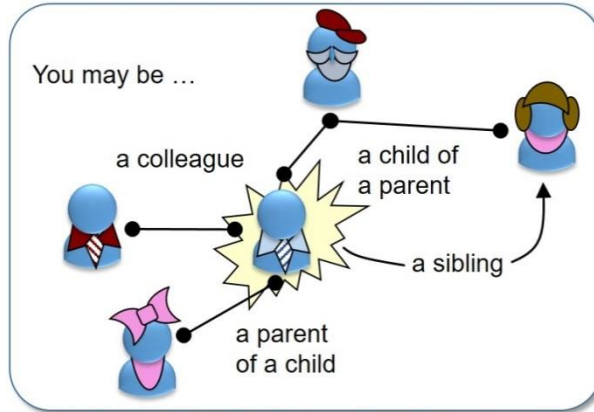 You may be …
a colleague
a child of
a parent
a sibling
a parent
of a child